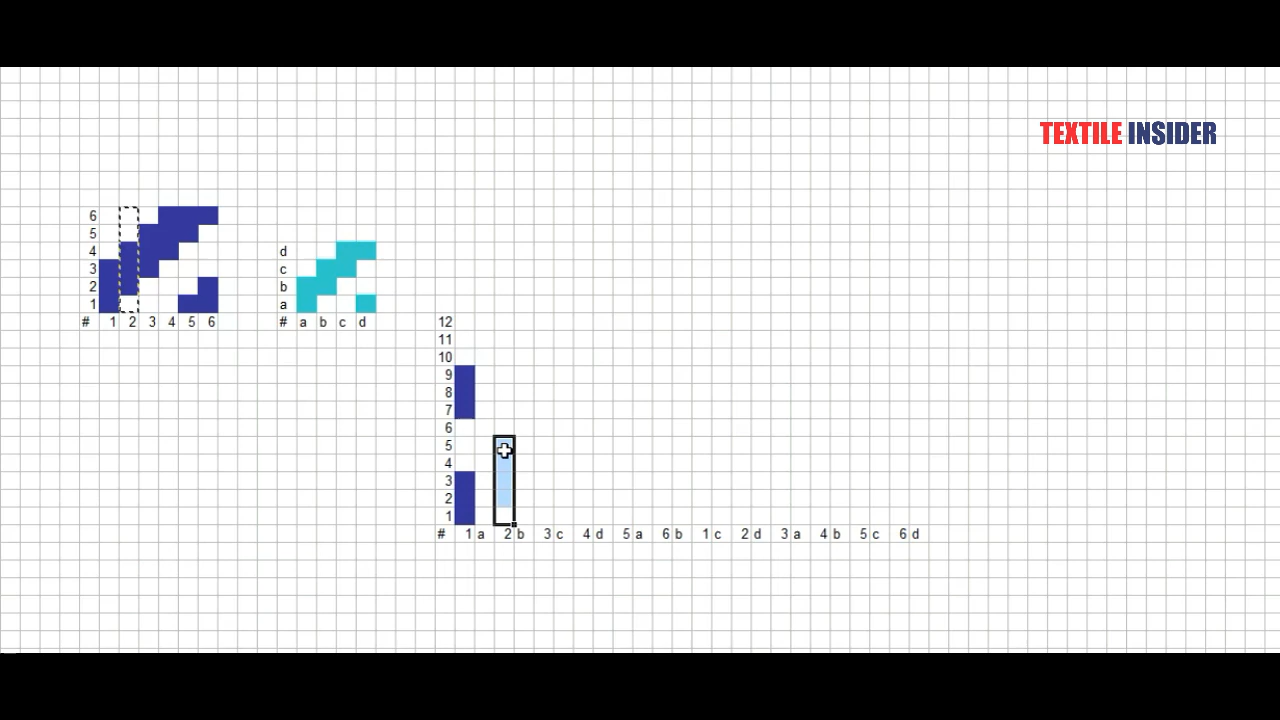 TEXTILE INSIDER
6
5
4
3
2
1
# 1 2 3 4 5 6
d
c
b
a
# a b c d
12
11
10
9
8
7
6
5
4
3
2
1
# 1 a 2 b 3 c 4 d 5 a 6 b 1 c 2 d 3 a 4 b 5 c 6 d